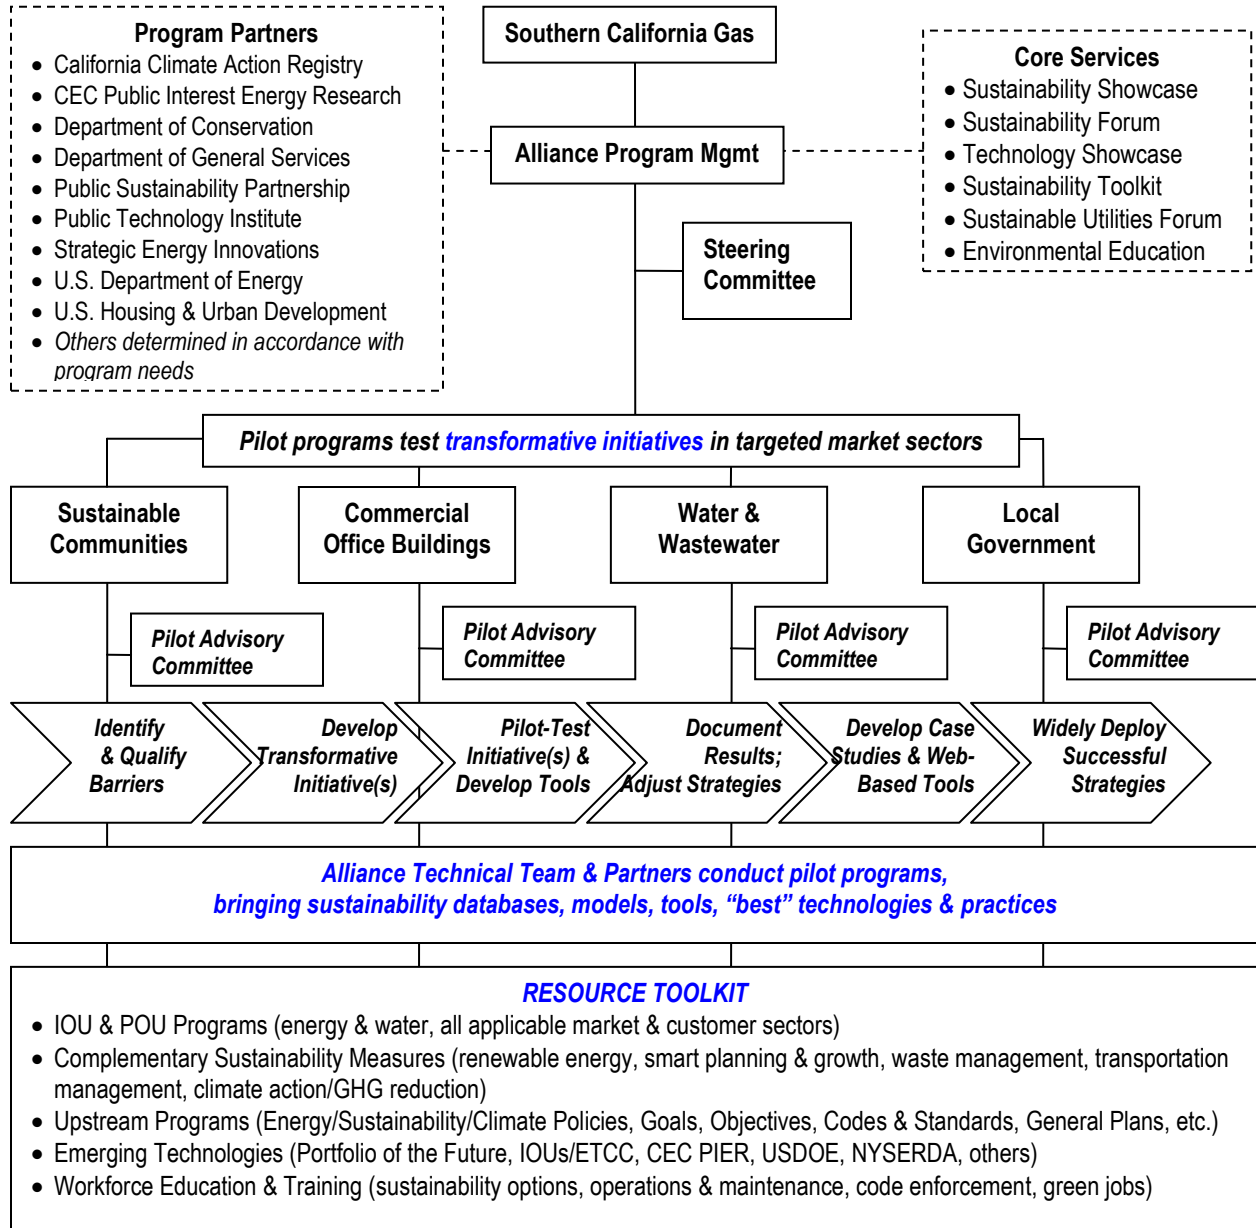 Program Partners
• California Climate Action Registry
• CEC Public Interest Energy Research
• Department of Conservation
• Department of General Services
• Public Sustainability Partnership
• Public Technology Institute
• Strategic Energy Innovations
• U.S. Department of Energy
• U.S. Housing & Urban Development
• Others determined in accordance with
program needs
Southern California Gas
Alliance Program Mgmt
Steering
Committee
Core Services
• Sustainability Showcase
• Sustainability Forum
• Technology Showcase
• Sustainability Toolkit
• Sustainable Utilities Forum
• Environmental Education
Pilot programs test transformative initiatives in targeted market sectors
Sustainable
Communities
Commercial
Office Buildings
Water &
Wastewater
Local
Government
Pilot Advisory
Committee
Pilot Advisory
Committee
Pilot Advisory
Committee
Pilot Advisory
Committee
Identify
& Qualify
Barriers
Develop
Transformative
Initiative(s)
Pilot-Test
Initiative(s) &
Develop Tools
Document
Results;
Adjust Strategies
Develop Case
Studies & Web-
Based Tools
Widely Deploy
Successful
Strategies
Alliance Technical Team & Partners conduct pilot programs,
bringing sustainability databases, models, tools, “best” technologies & practices
RESOURCE TOOLKIT
• IOU & POU Programs (energy & water, all applicable market & customer sectors)
• Complementary Sustainability Measures (renewable energy, smart planning & growth, waste management, transportation
management, climate action/GHG reduction)
• Upstream Programs (Energy/Sustainability/Climate Policies, Goals, Objectives, Codes & Standards, General Plans, etc.)
• Emerging Technologies (Portfolio of the Future, IOUs/ETCC, CEC PIER, USDOE, NYSERDA, others)
• Workforce Education & Training (sustainability options, operations & maintenance, code enforcement, green jobs)